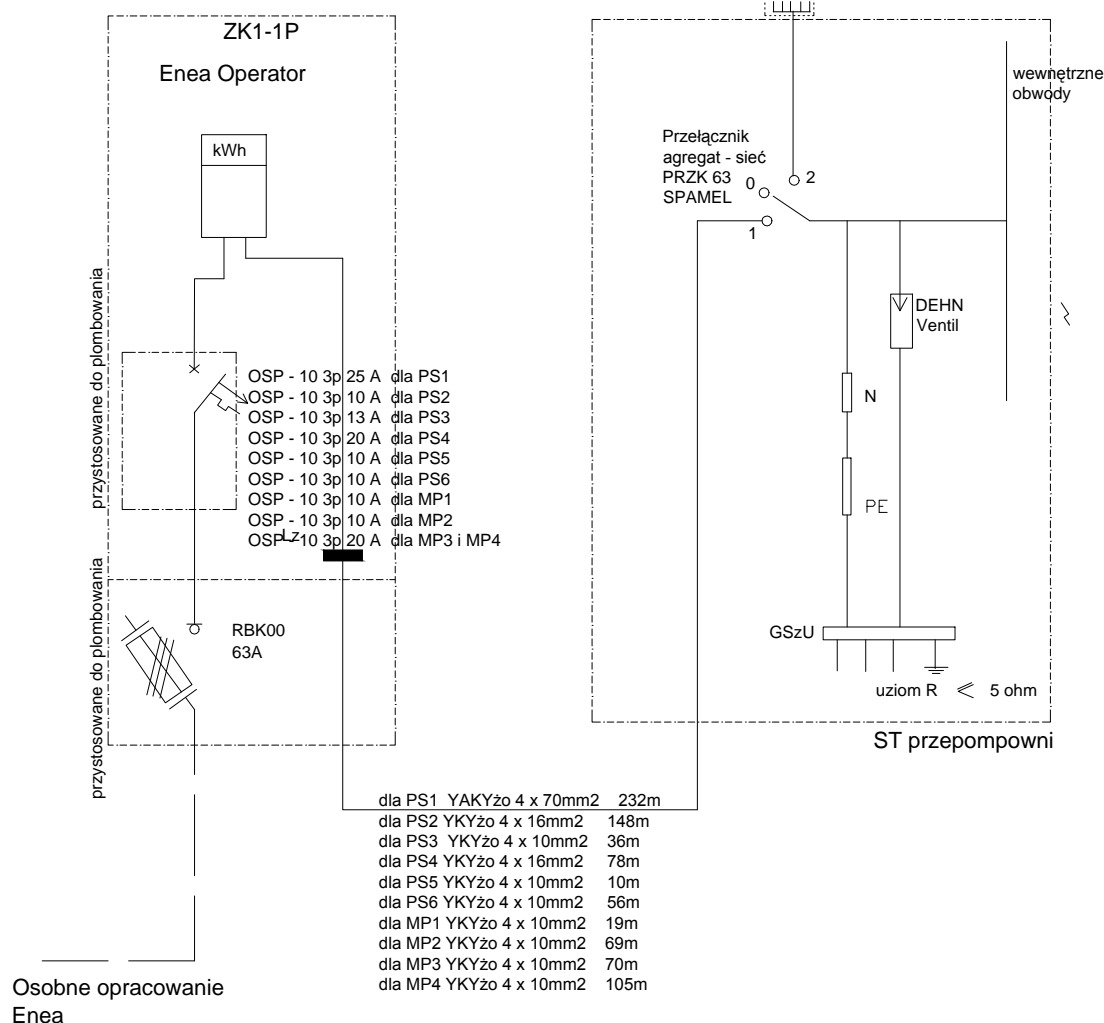 ZK1-1P
Enea Operator
kWh
przystosowane do plombowania
OSP - 10 3p 25 A dla PS1
OSP - 10 3p 10 A dla PS2
OSP - 10 3p 13 A dla PS3
OSP - 10 3p 20 A dla PS4
OSP - 10 3p 10 A dla PS5
OSP - 10 3p 10 A dla PS6
OSP - 10 3p 10 A dla MP1
OSP - 10 3p 10 A dla MP2
OSP - 10 3p 20 A dla MP3 i MP4
Lz
przystosowane do plombowania
RBK00
63A
Osobne opracowanie
Enea
dla PS1 YAKYżo 4 x 70mm2 232m
dla PS2 YKYżo 4 x 16mm2 148m
dla PS3 YKYżo 4 x 10mm2 36m
dla PS4 YKYżo 4 x 16mm2 78m
dla PS5 YKYżo 4 x 10mm2 10m
dla PS6 YKYżo 4 x 10mm2 56m
dla MP1 YKYżo 4 x 10mm2 19m
dla MP2 YKYżo 4 x 10mm2 69m
dla MP3 YKYżo 4 x 10mm2 70m
dla MP4 YKYżo 4 x 10mm2 105m
wewnętrzne
obwody
Przełącznik
agregat - sieć
PRZK 63
SPAMEL
0
2
1
DEHN
Ventil
N
PE
GSzU
uziom R ≪ 5 ohm
ST przepompowni